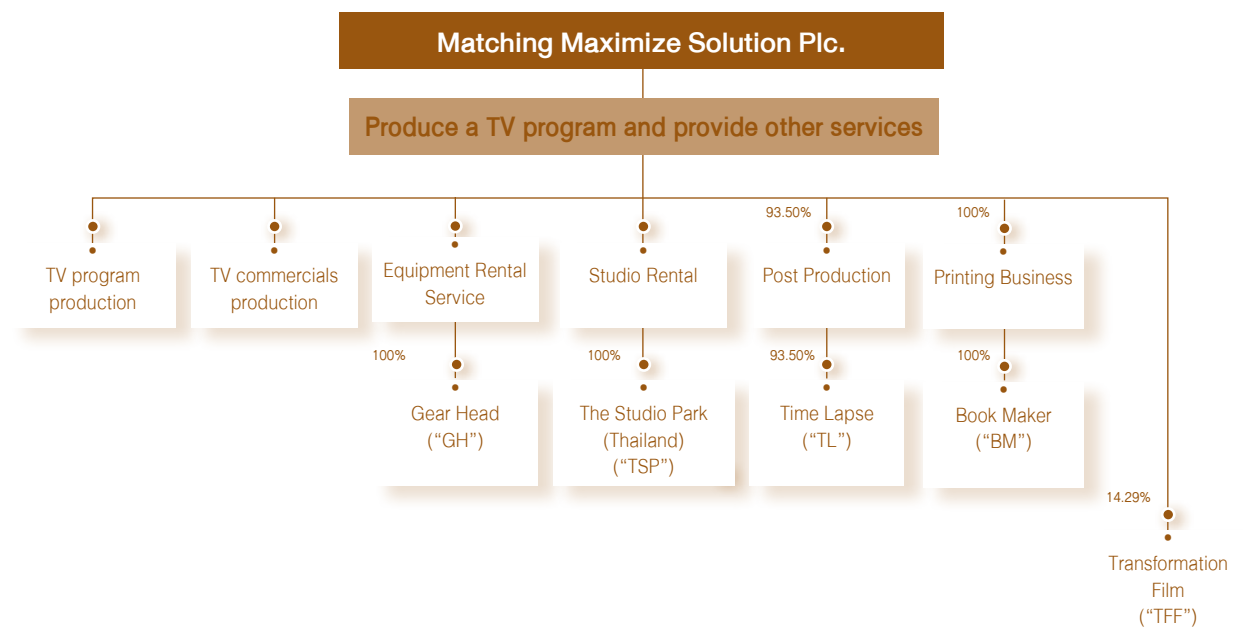 Matching Maximize Solution Plc.
Produce a TV program and provide other services
93.50%
100%
TV program
production
TV commercials
production
Equipment Rental
Service
Studio Rental
Post Production
Printing Business
100%
100%
93.50%
100%
Gear Head
(“GH”)
The Studio Park
(Thailand)
(“TSP”)
Time Lapse
(“TL”)
Book Maker
(“BM”)
14.29%
Transformation
Film
(“TFF”)